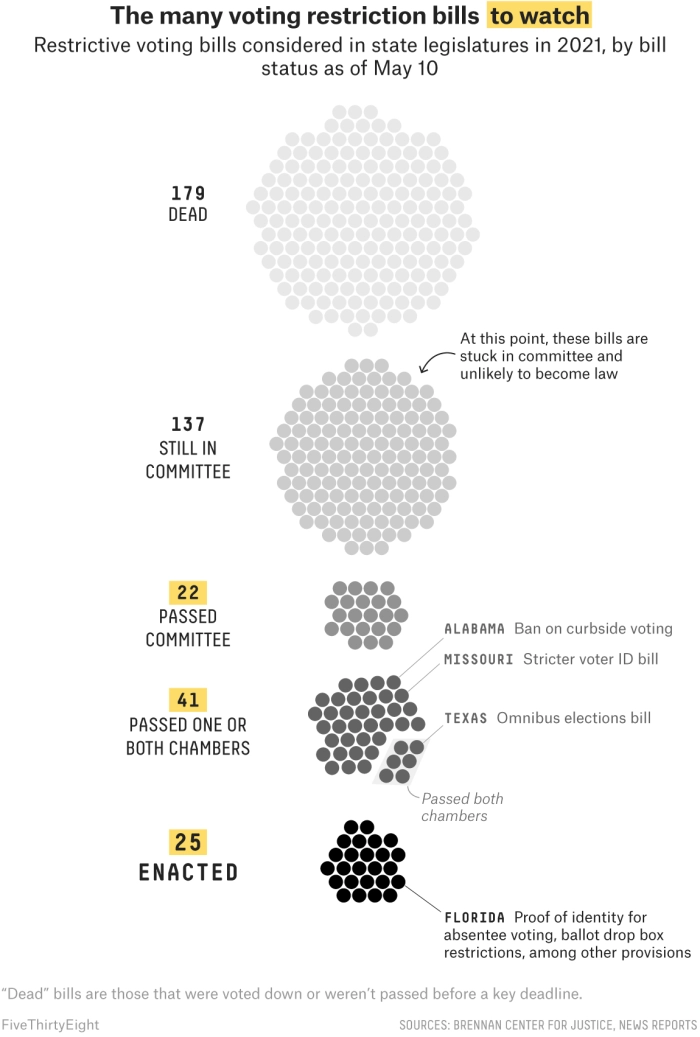 The many voting restriction bills to watch
Restrictive voting bills considered in state legislatures in 2021, by bill
status as of May 10
179
DEAD
At this point, these bills are
stuck in committee and
unlikely to become law
137
STILL IN
COMMITTEE
22
PASSED
COMMITTEE
ALABAMA Ban on curbside voting
MISSOURI Stricter voter ID bill
41
PASSED ONE OR
BOTH CHAMBERS
TEXAS Omnibus elections bill
Passed both
chambers
25
ENACTED
FLORIDA Proof of identity for
absentee voting, ballot drop box
restrictions, among other provisions
“Dead” bills are those that were voted down or weren’t passed before a key deadline.
FiveThirtyEight
SOURCES: BRENNAN CENTER FOR JUSTICE, NEWS REPORTS